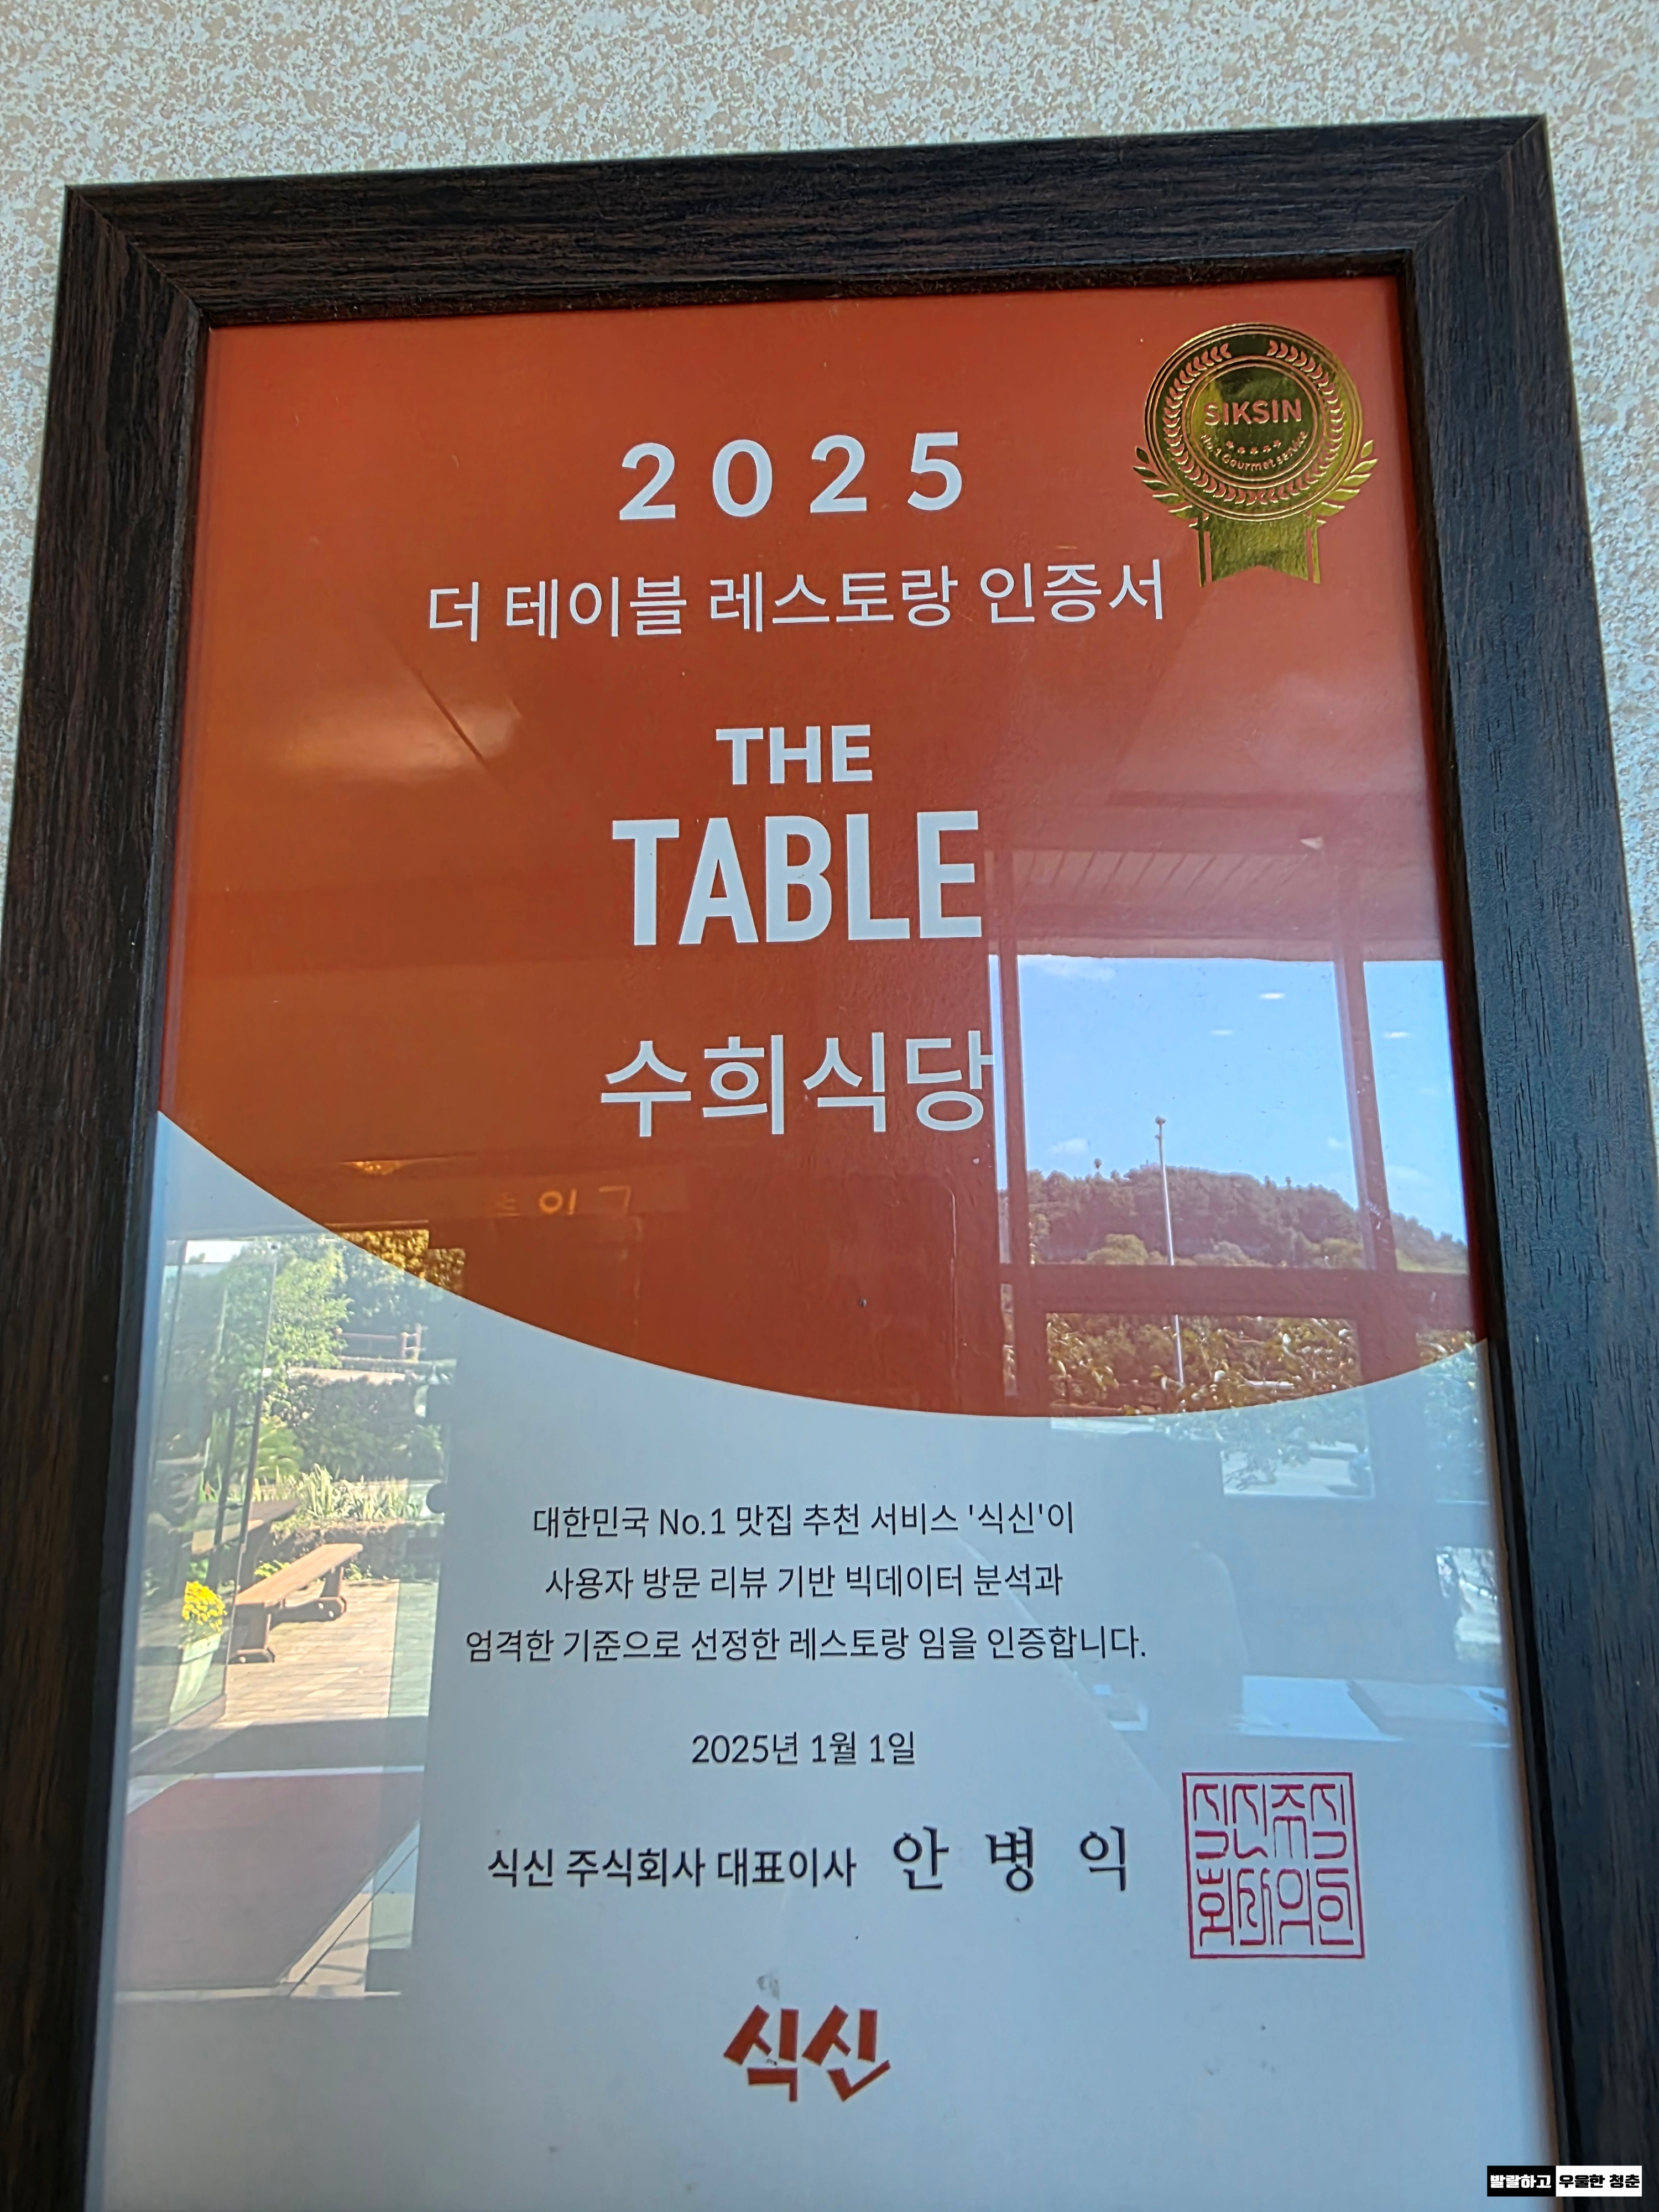 SIKSIN
No.1 Gourmet service
2025
더 테이블 레스토랑 인증서
THE
TABLE
수희식당
대한민국 No.1 맛집 추천 서비스 '식신'이
사용자 방문 리뷰 기반 빅데이터 분석과
엄격한 기준으로 선정한 레스토랑 임을 인증합니다.
2025년 1월 1일
식신 주식회사 대표이사 안 병 익
식신
발랄하고 우울한 청춘